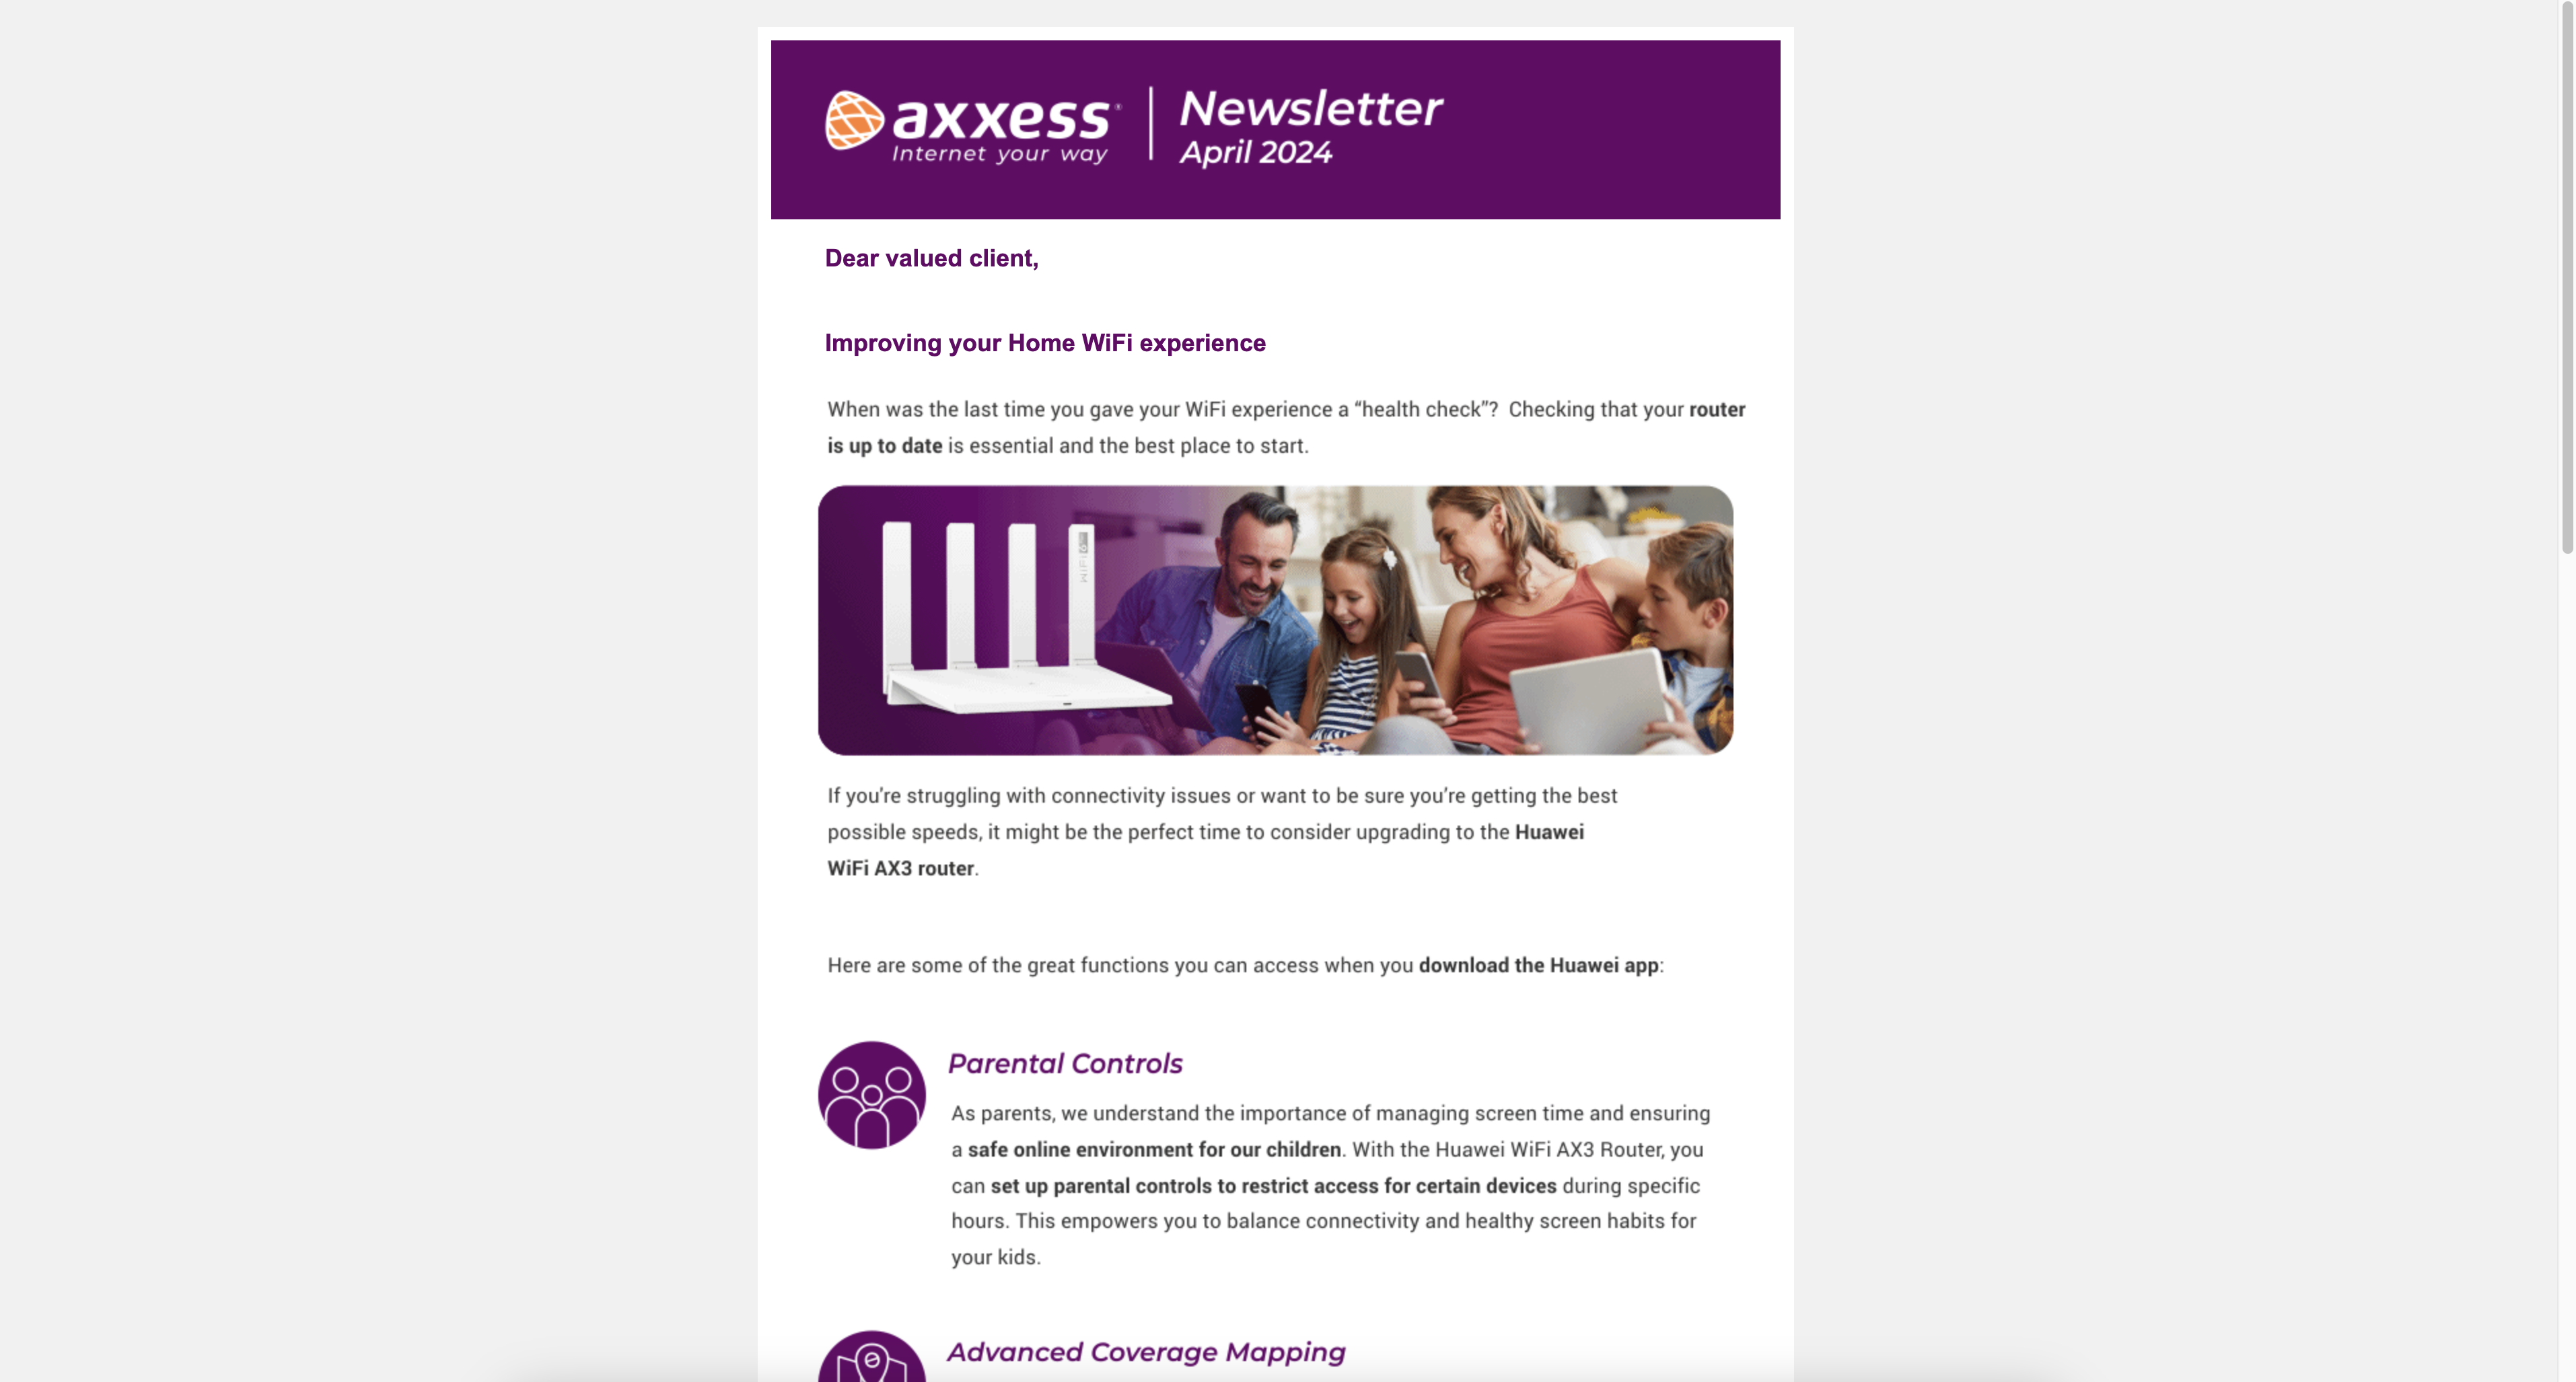 axxess®
Internet your way
Newsletter
April 2024
Dear valued client,
Improving your Home WiFi experience
When was the last time you gave your WiFi experience a “health check”?  Checking that your router
is up to date is essential and the best place to start.
WiFi 6
If you’re struggling with connectivity issues or want to be sure you’re getting the best
possible speeds, it might be the perfect time to consider upgrading to the Huawei
WiFi AX3 router.
Here are some of the great functions you can access when you download the Huawei app:
Parental Controls
As parents, we understand the importance of managing screen time and ensuring
a safe online environment for our children. With the Huawei WiFi AX3 Router, you
can set up parental controls to restrict access for certain devices during specific
hours. This empowers you to balance connectivity and healthy screen habits for
your kids.
Advanced Coverage Mapping